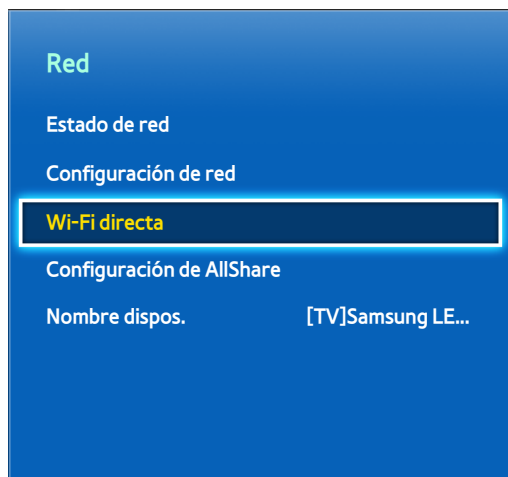 Red
Estado de red
Configuración de red
Wi-Fi directa
Configuración de AllShare
Nombre dispos. [TV]Samsung LE...